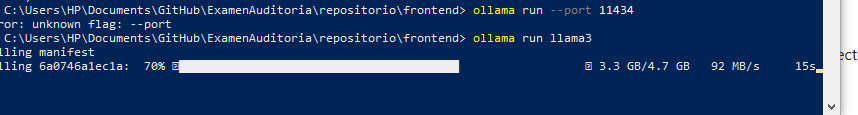 C:\Users\HP\Documents\GitHub\ExamenAuditoria\repositorio\frontend> ollama run --port 11434
ror: unknown flag: --port
C:\Users\HP\Documents\GitHub\ExamenAuditoria\repositorio\frontend> ollama run llama3
lling manifest
lling 6a0746a1ec1a: 70% 3.3 GB/4.7 GB 92 MB/s 15s
ect